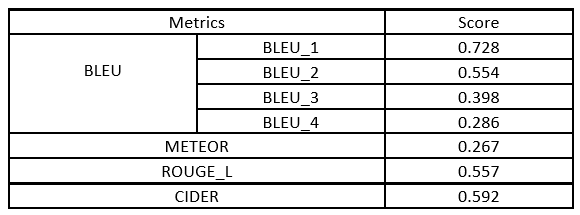 Metrics Score
BLEU BLEU_1 0.728
BLEU_2 0.554
BLEU_3 0.398
BLEU_4 0.286
METEOR 0.267
ROUGE_L 0.557
CIDER 0.592